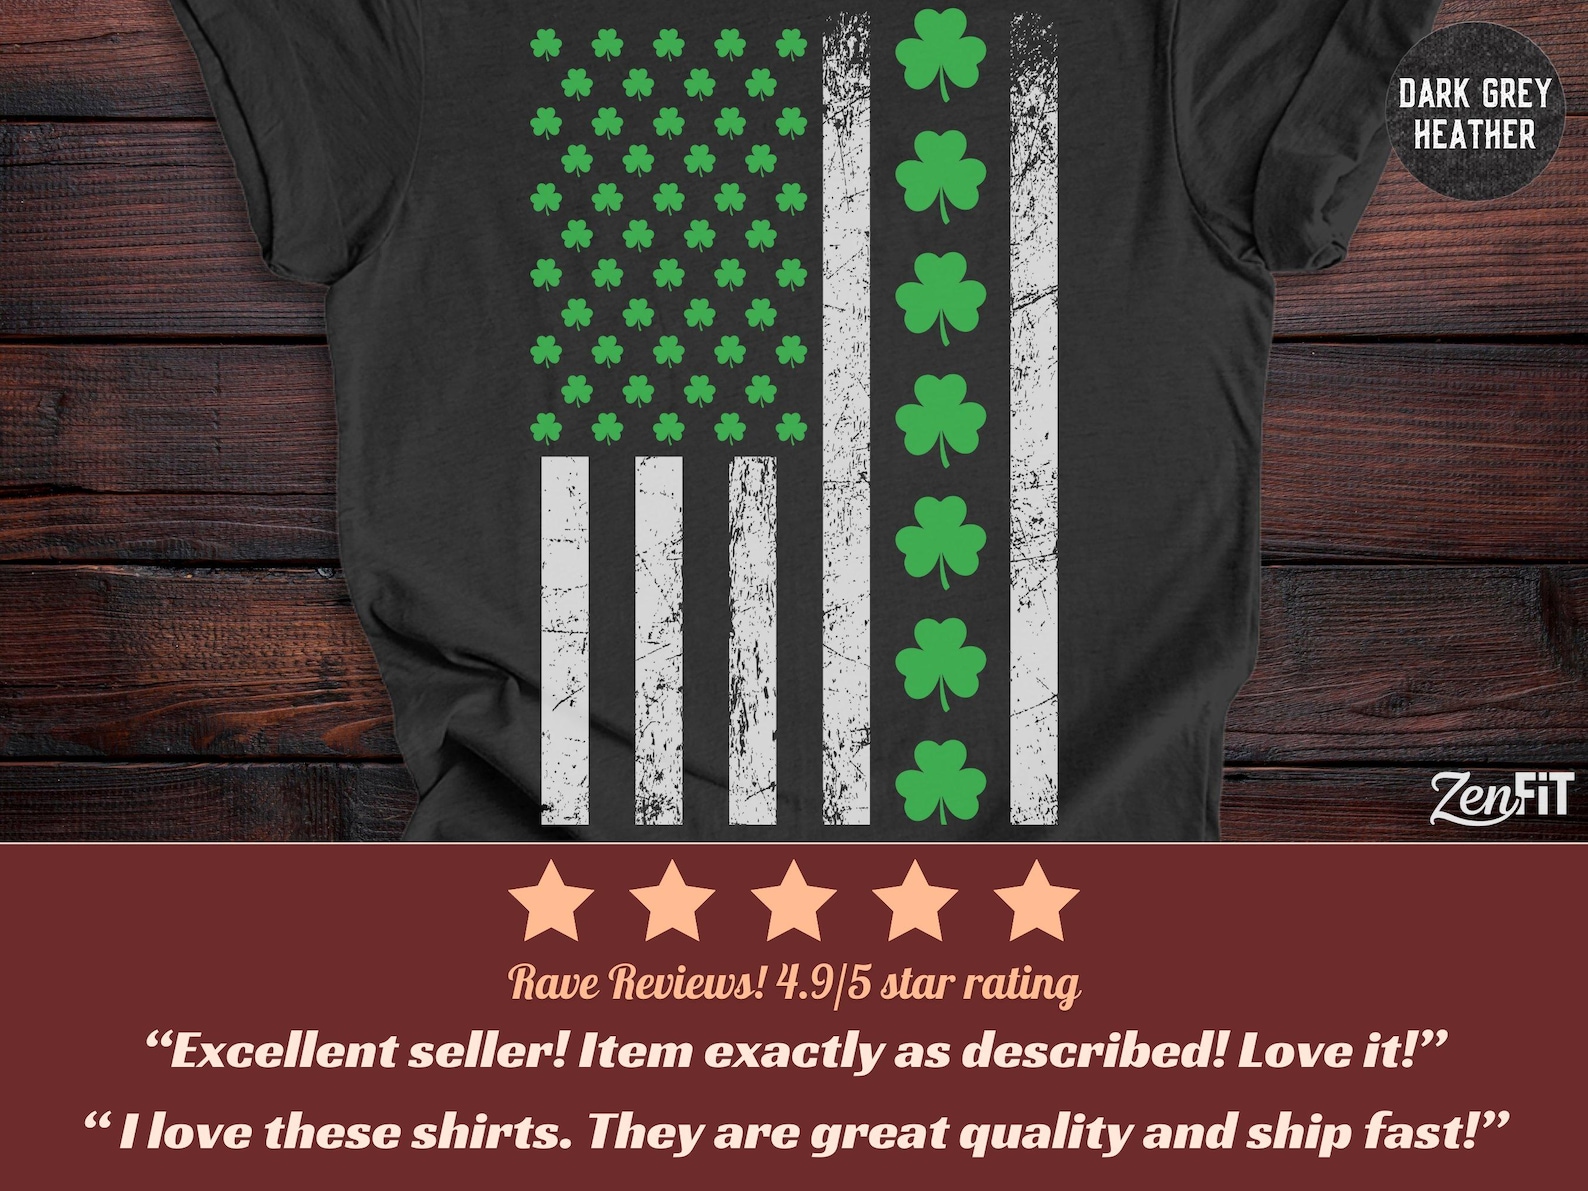 DARK GREY
HEATHER
ZenFiT
Rave Reviews! 4.9/5 star rating
“Excellent seller! Item exactly as described! Love it!”
“ I love these shirts. They are great quality and ship fast!”